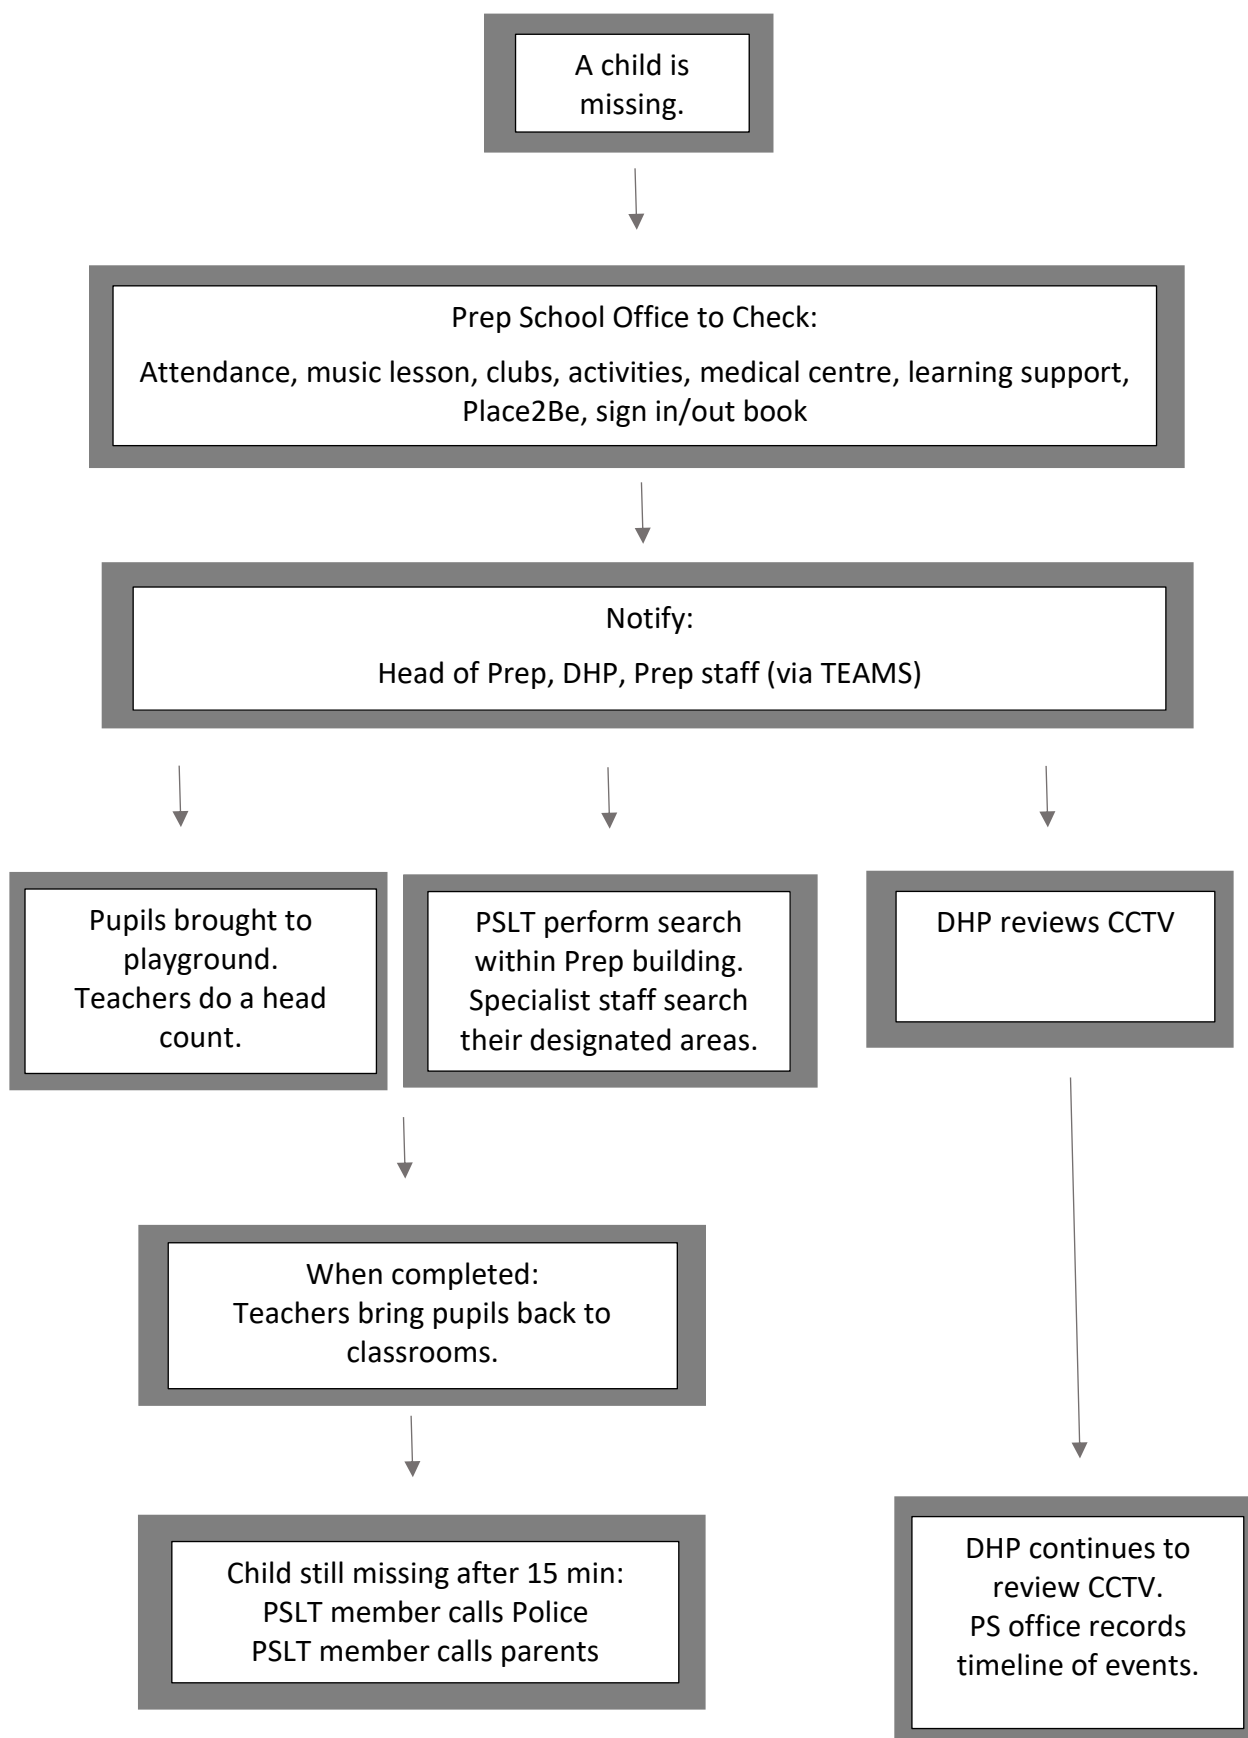 A child is
missing.
Prep School Office to Check:
Attendance, music lesson, clubs, activities, medical centre, learning support,
Place2Be, sign in/out book
Notify:
Head of Prep, DHP, Prep staff (via TEAMS)
Pupils brought to
playground.
Teachers do a head
count.
PSLT perform search
within Prep building.
Specialist staff search
their designated areas.
DHP reviews CCTV
When completed:
Teachers bring pupils back to
classrooms.
Child still missing after 15 min:
PSLT member calls Police
PSLT member calls parents
DHP continues to
review CCTV.
PS office records
timeline of events.